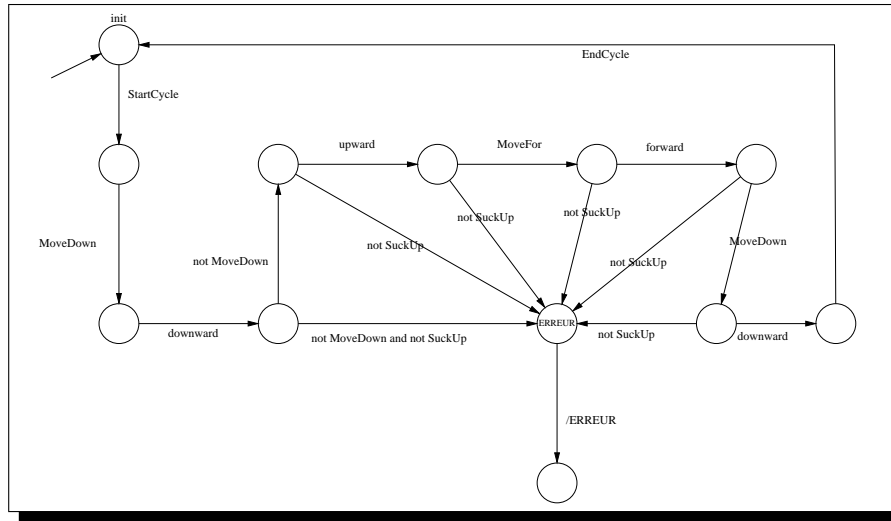 init
EndCycle
StartCycle
upward
MoveFor
forward
not SuckUp
not SuckUp
MoveDown
MoveDown
not SuckUp
not MoveDown
not SuckUp
ERREUR
downward
not MoveDown and not SuckUp
not SuckUp
downward
/ERREUR